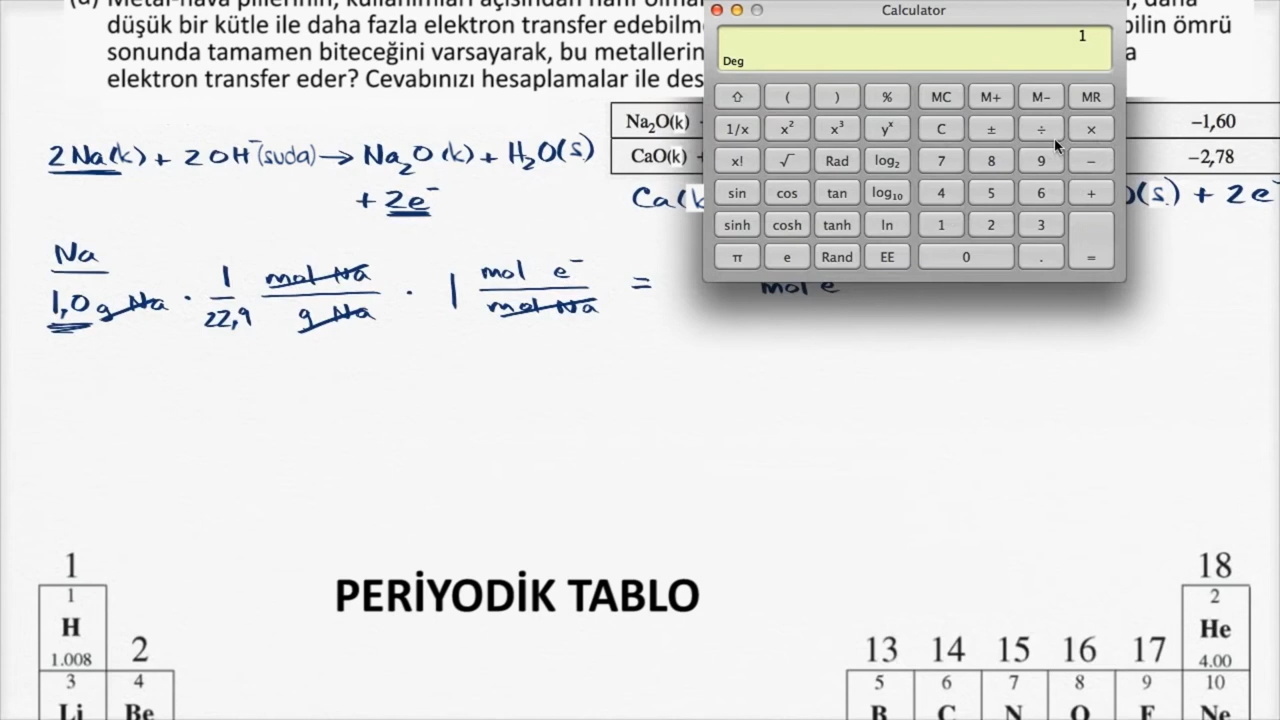 düşük bir kütle ile daha fazla elektron transfer edebilme
bilin ömrü
sonunda tamamen biteceğini varsayarak, bu metallerin
a
elektron transfer eder? Cevabınızı hesaplamalar ile des
Calculator
1
Deg
( ) % MC M+ M− MR
1/x x² x³ yˣ C ± ÷ ×
x! √ Rad log₂ 7 8 9 −
sin cos tan log₁₀ 4 5 6 +
sinh cosh tanh ln 1 2 3
π e Rand EE 0 . =
Na₂O(k) −1,60
CaO(k) + −2,78
2Na(k) + 2OH⁻(suda) → Na₂O(k) + H₂O(s)
+ 2e⁻
Ca(k
O(s) + 2e
Na
1,0 g Na · 1/22,9 mol Na/g Na · 1 mol e⁻/mol Na = mol e
PERİYODİK TABLO
1 18
1 2
H He
1.008 2 13 14 15 16 17 4.00
3 4 5 6 7 8 9 10
Li Be B C N O F Ne